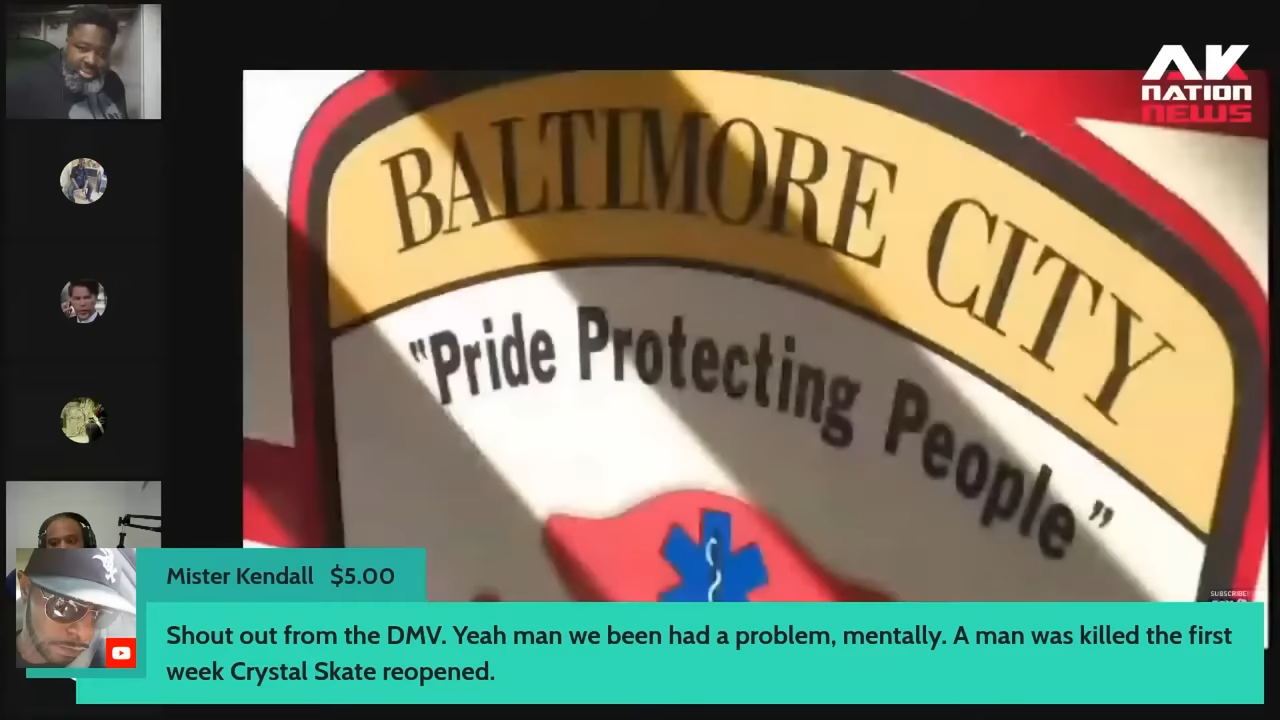 AK
NATION
NEWS
BALTIMORE CITY
"Pride Protecting People"
SUBSCRIBE!
Mister Kendall $5.00
Shout out from the DMV. Yeah man we been had a problem, mentally. A man was killed the first
week Crystal Skate reopened.